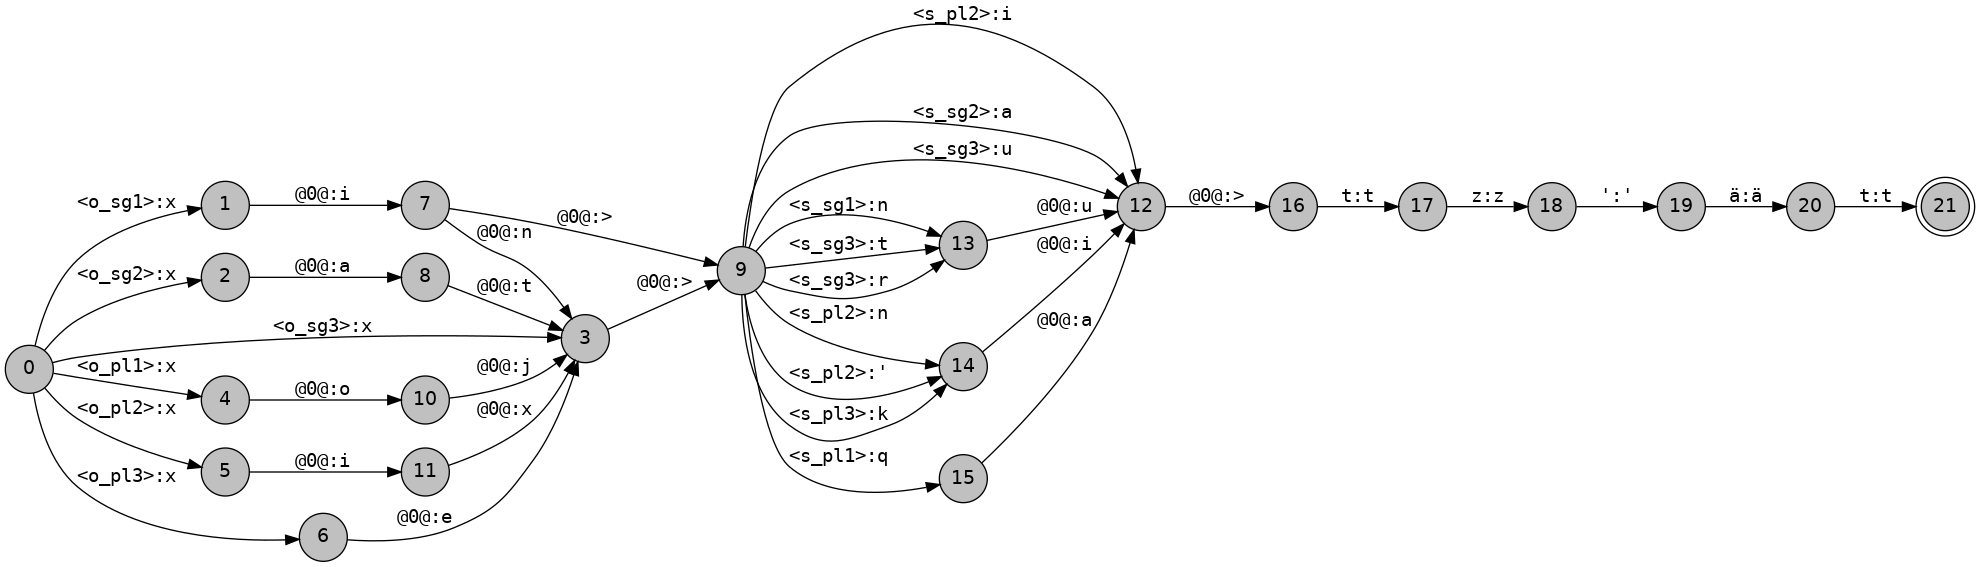 <s_pl2>:i
<s_sg2>:a
<s_sg3>:u
<o_sg1>:x
1
@0@:i
7
@0@:>
@0@:n
<s_sg1>:n
@0@:u
12
@0@:>
16
t:t
17
z:z
18
':'
19
ä:ä
20
t:t
21
<o_sg2>:x
2
@0@:a
8
@0@:t
@0@:>
9
<s_sg3>:t
13
@0@:i
<s_sg3>:r
<o_sg3>:x
3
<s_pl2>:n
@0@:a
0
<o_pl1>:x
4
@0@:o
10
@0@:j
14
<s_pl2>:'
<o_pl2>:x
5
@0@:i
11
@0@:x
<s_pl3>:k
<s_pl1>:q
15
<o_pl3>:x
6
@0@:e